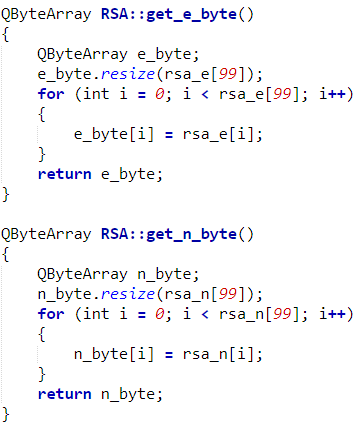 QByteArray RSA::get_e_byte()
{
    QByteArray e_byte;
    e_byte.resize(rsa_e[99]);
    for (int i = 0; i < rsa_e[99]; i++)
    {
        e_byte[i] = rsa_e[i];
    }
    return e_byte;
}

QByteArray RSA::get_n_byte()
{
    QByteArray n_byte;
    n_byte.resize(rsa_n[99]);
    for (int i = 0; i < rsa_n[99]; i++)
    {
        n_byte[i] = rsa_n[i];
    }
    return n_byte;
}